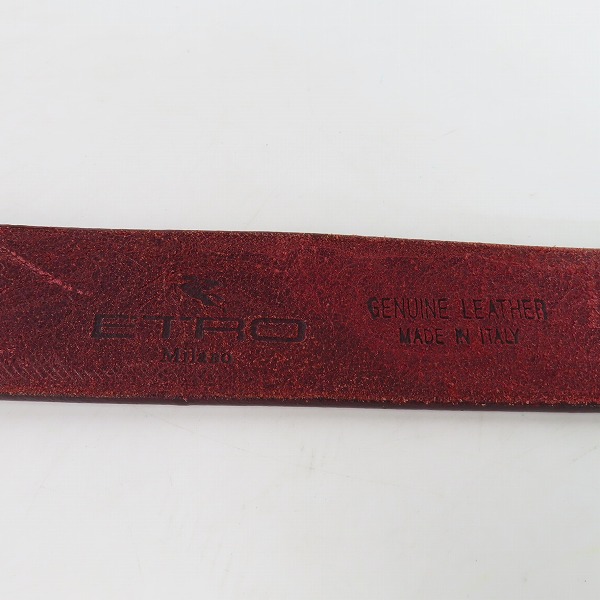 ETRO
Milano
GENUINE LEATHER
MADE IN ITALY